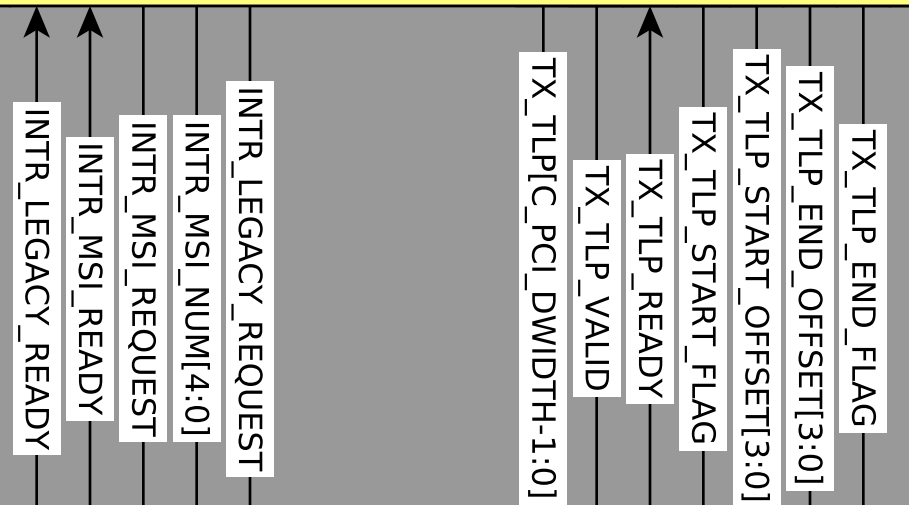 INTR_LEGACY_READY
INTR_MSI_READY
INTR_MSI_REQUEST
INTR_MSI_NUM[4:0]
INTR_LEGACY_REQUEST
TX_TLP[C_PCI_DWIDTH-1:0]
TX_TLP_VALID
TX_TLP_READY
TX_TLP_START_FLAG
TX_TLP_START_OFFSET[3:0]
TX_TLP_END_OFFSET[3:0]
TX_TLP_END_FLAG